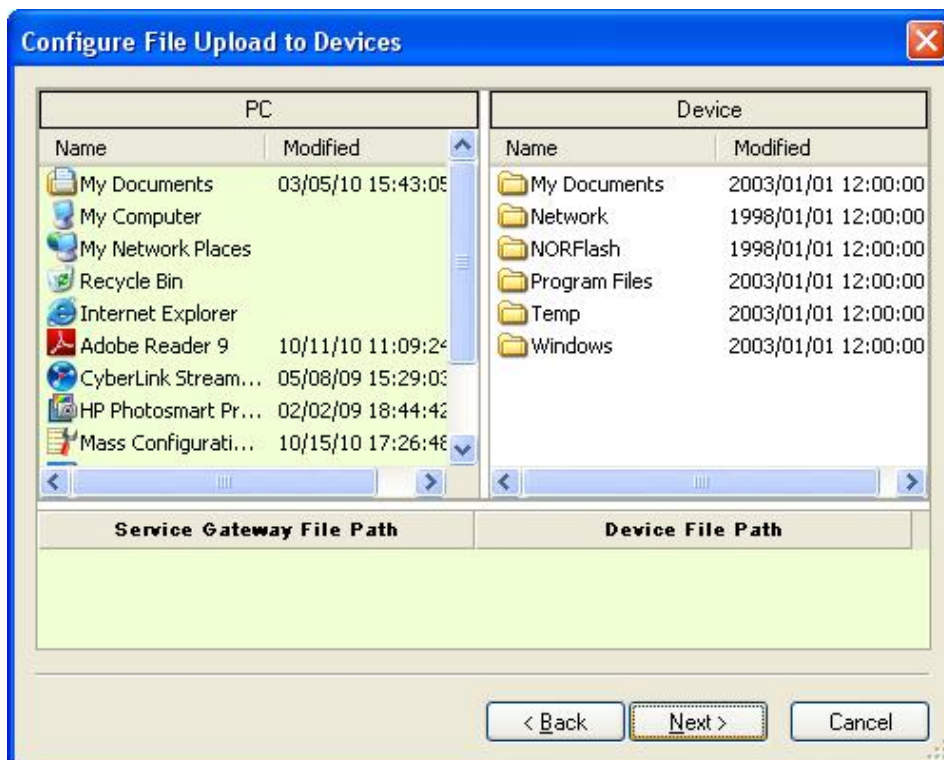 Configure File Upload to Devices
PC
Name Modified
My Documents 03/05/10 15:43:05
My Computer
My Network Places
Recycle Bin
Internet Explorer
Adobe Reader 9 10/11/10 11:09:24
CyberLink Stream... 05/08/09 15:29:03
HP Photosmart Pr... 02/02/09 18:44:42
Mass Configurati... 10/15/10 17:26:48
Device
Name Modified
My Documents 2003/01/01 12:00:00
Network 1998/01/01 12:00:00
NORFlash 1998/01/01 12:00:00
Program Files 2003/01/01 12:00:00
Temp 2003/01/01 12:00:00
Windows 2003/01/01 12:00:00
Service Gateway File Path Device File Path
< Back Next > Cancel